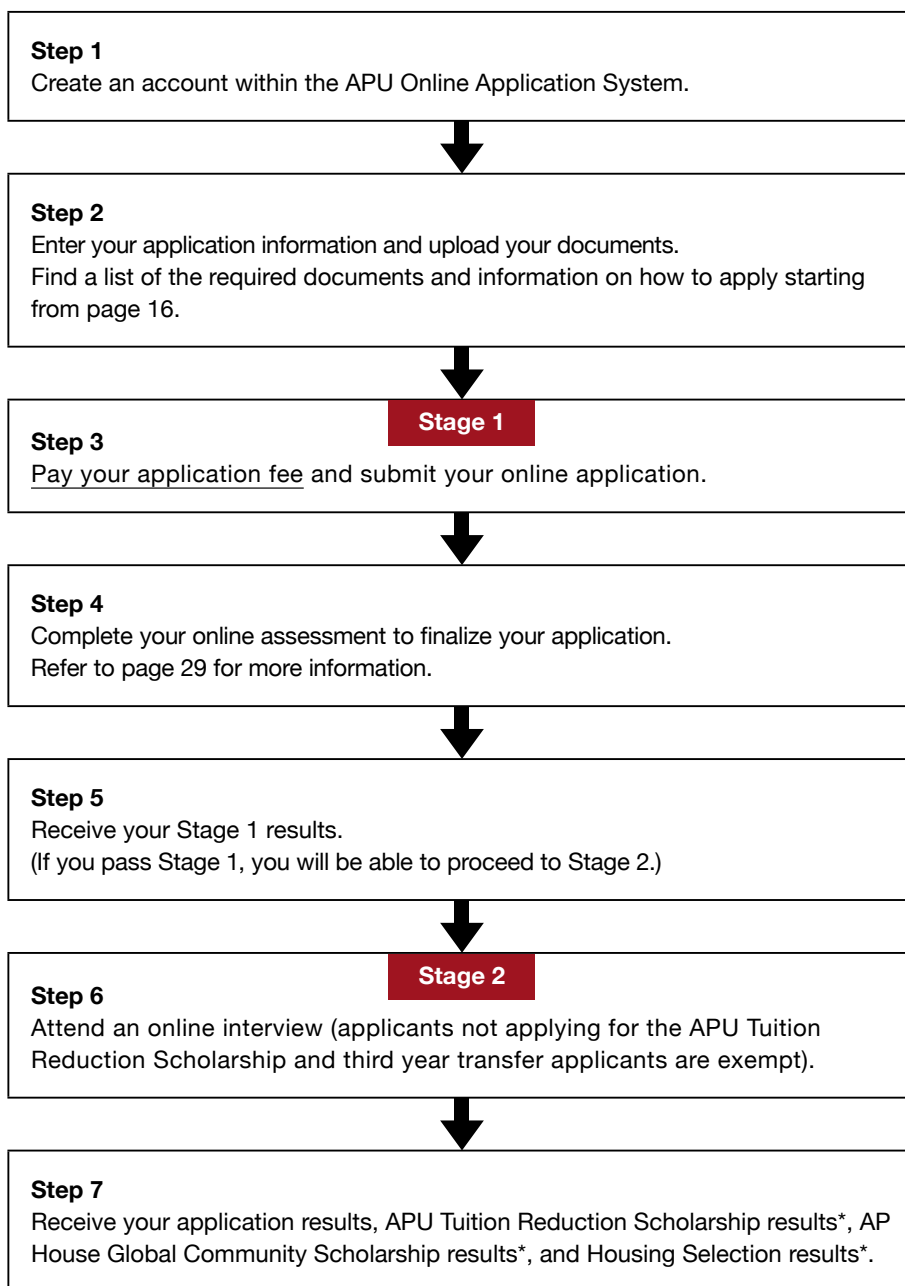 Step 1
Create an account within the APU Online Application System.
Step 2
Enter your application information and upload your documents.
Find a list of the required documents and information on how to apply starting
from page 16.
Stage 1
Step 3
Pay your application fee and submit your online application.
Step 4
Complete your online assessment to finalize your application.
Refer to page 29 for more information.
Step 5
Receive your Stage 1 results.
(If you pass Stage 1, you will be able to proceed to Stage 2.)
Stage 2
Step 6
Attend an online interview (applicants not applying for the APU Tuition
Reduction Scholarship and third year transfer applicants are exempt).
Step 7
Receive your application results, APU Tuition Reduction Scholarship results*, AP
House Global Community Scholarship results*, and Housing Selection results*.